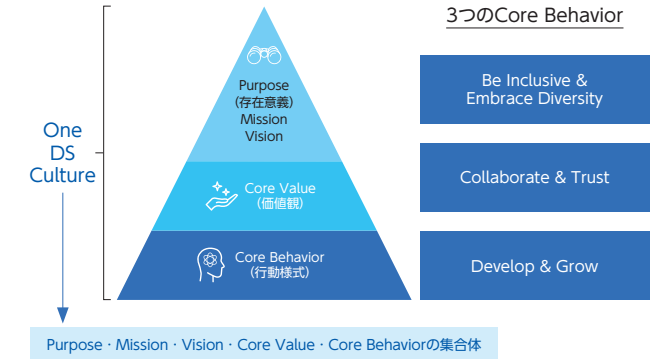 3つのCore Behavior
One
DS
Culture
Purpose
(存在意義)
Mission
Vision
Core Value
(価値観)
Core Behavior
(行動様式)
Be Inclusive &
Embrace Diversity
Collaborate & Trust
Develop & Grow
Purpose・Mission・Vision・Core Value・Core Behaviorの集合体